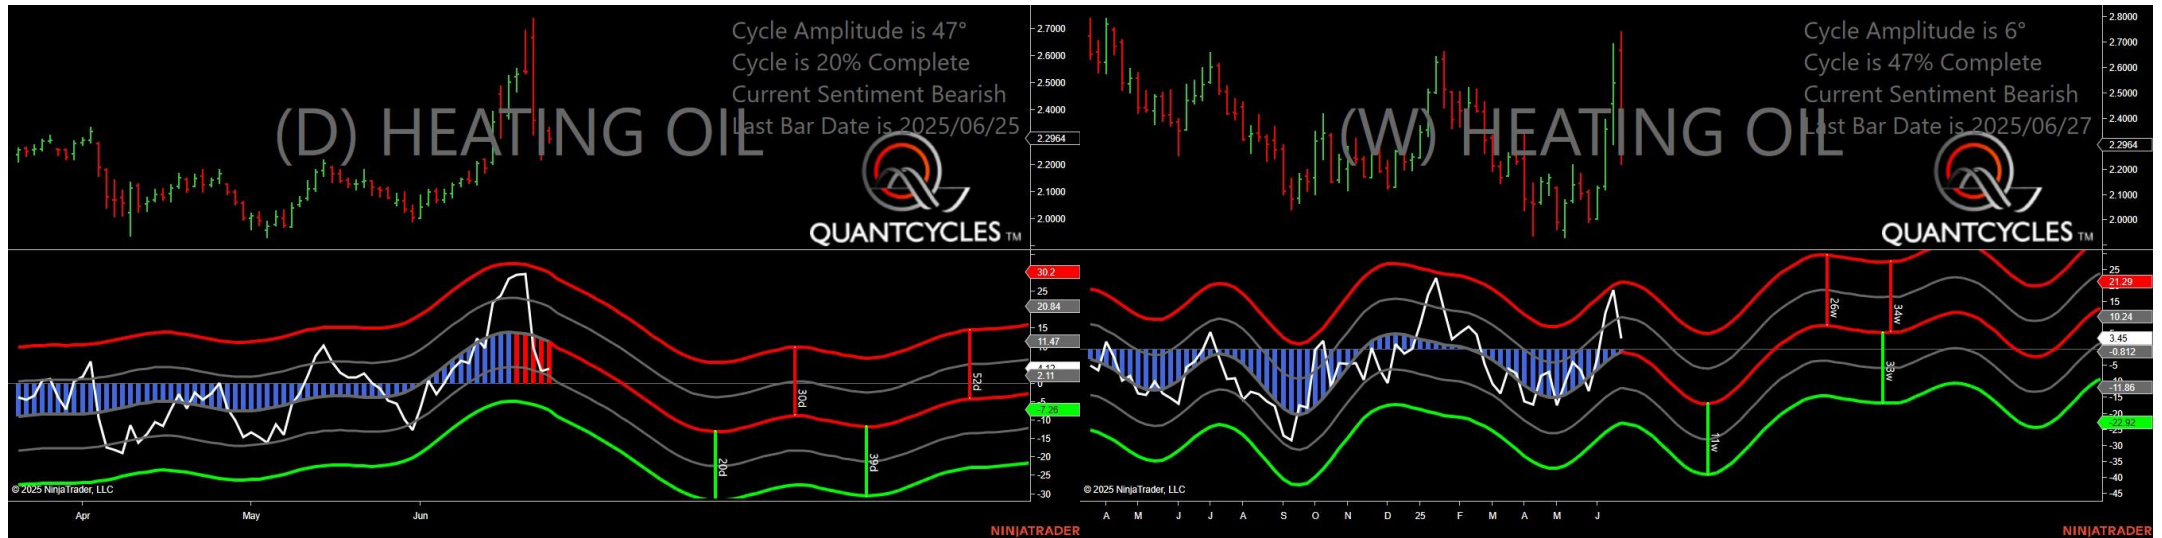 Cycle Amplitude is 47°
Cycle is 20% Complete
Current Sentiment Bearish
Last Bar Date is 2025/06/25
(D) HEATING OIL
QUANTCYCLES TM
2.7000
2.6000
2.5000
2.4000
2.2964
2.2000
2.1000
2.0000
30.2
25
20.84
15
11.47
2.11
0
-5
-7.26
-10
-15
-20
-25
-30
20d
30d
39d
52d
© 2025 NinjaTrader, LLC
Apr
May
Jun
NINJATRADER
Cycle Amplitude is 6°
Cycle is 47% Complete
Current Sentiment Bearish
Last Bar Date is 2025/06/27
(W) HEATING OIL
QUANTCYCLES TM
2.8000
2.7000
2.6000
2.5000
2.4000
2.2964
2.2000
2.1000
2.0000
25
21.29
15
10.24
3.45
-0.812
-5
-11.86
-15
-20
-22.92
-30
-35
-40
-45
11w
26w
33w
34w
© 2025 NinjaTrader, LLC
A M J J A S O N D 25 F M A M J
NINJATRADER